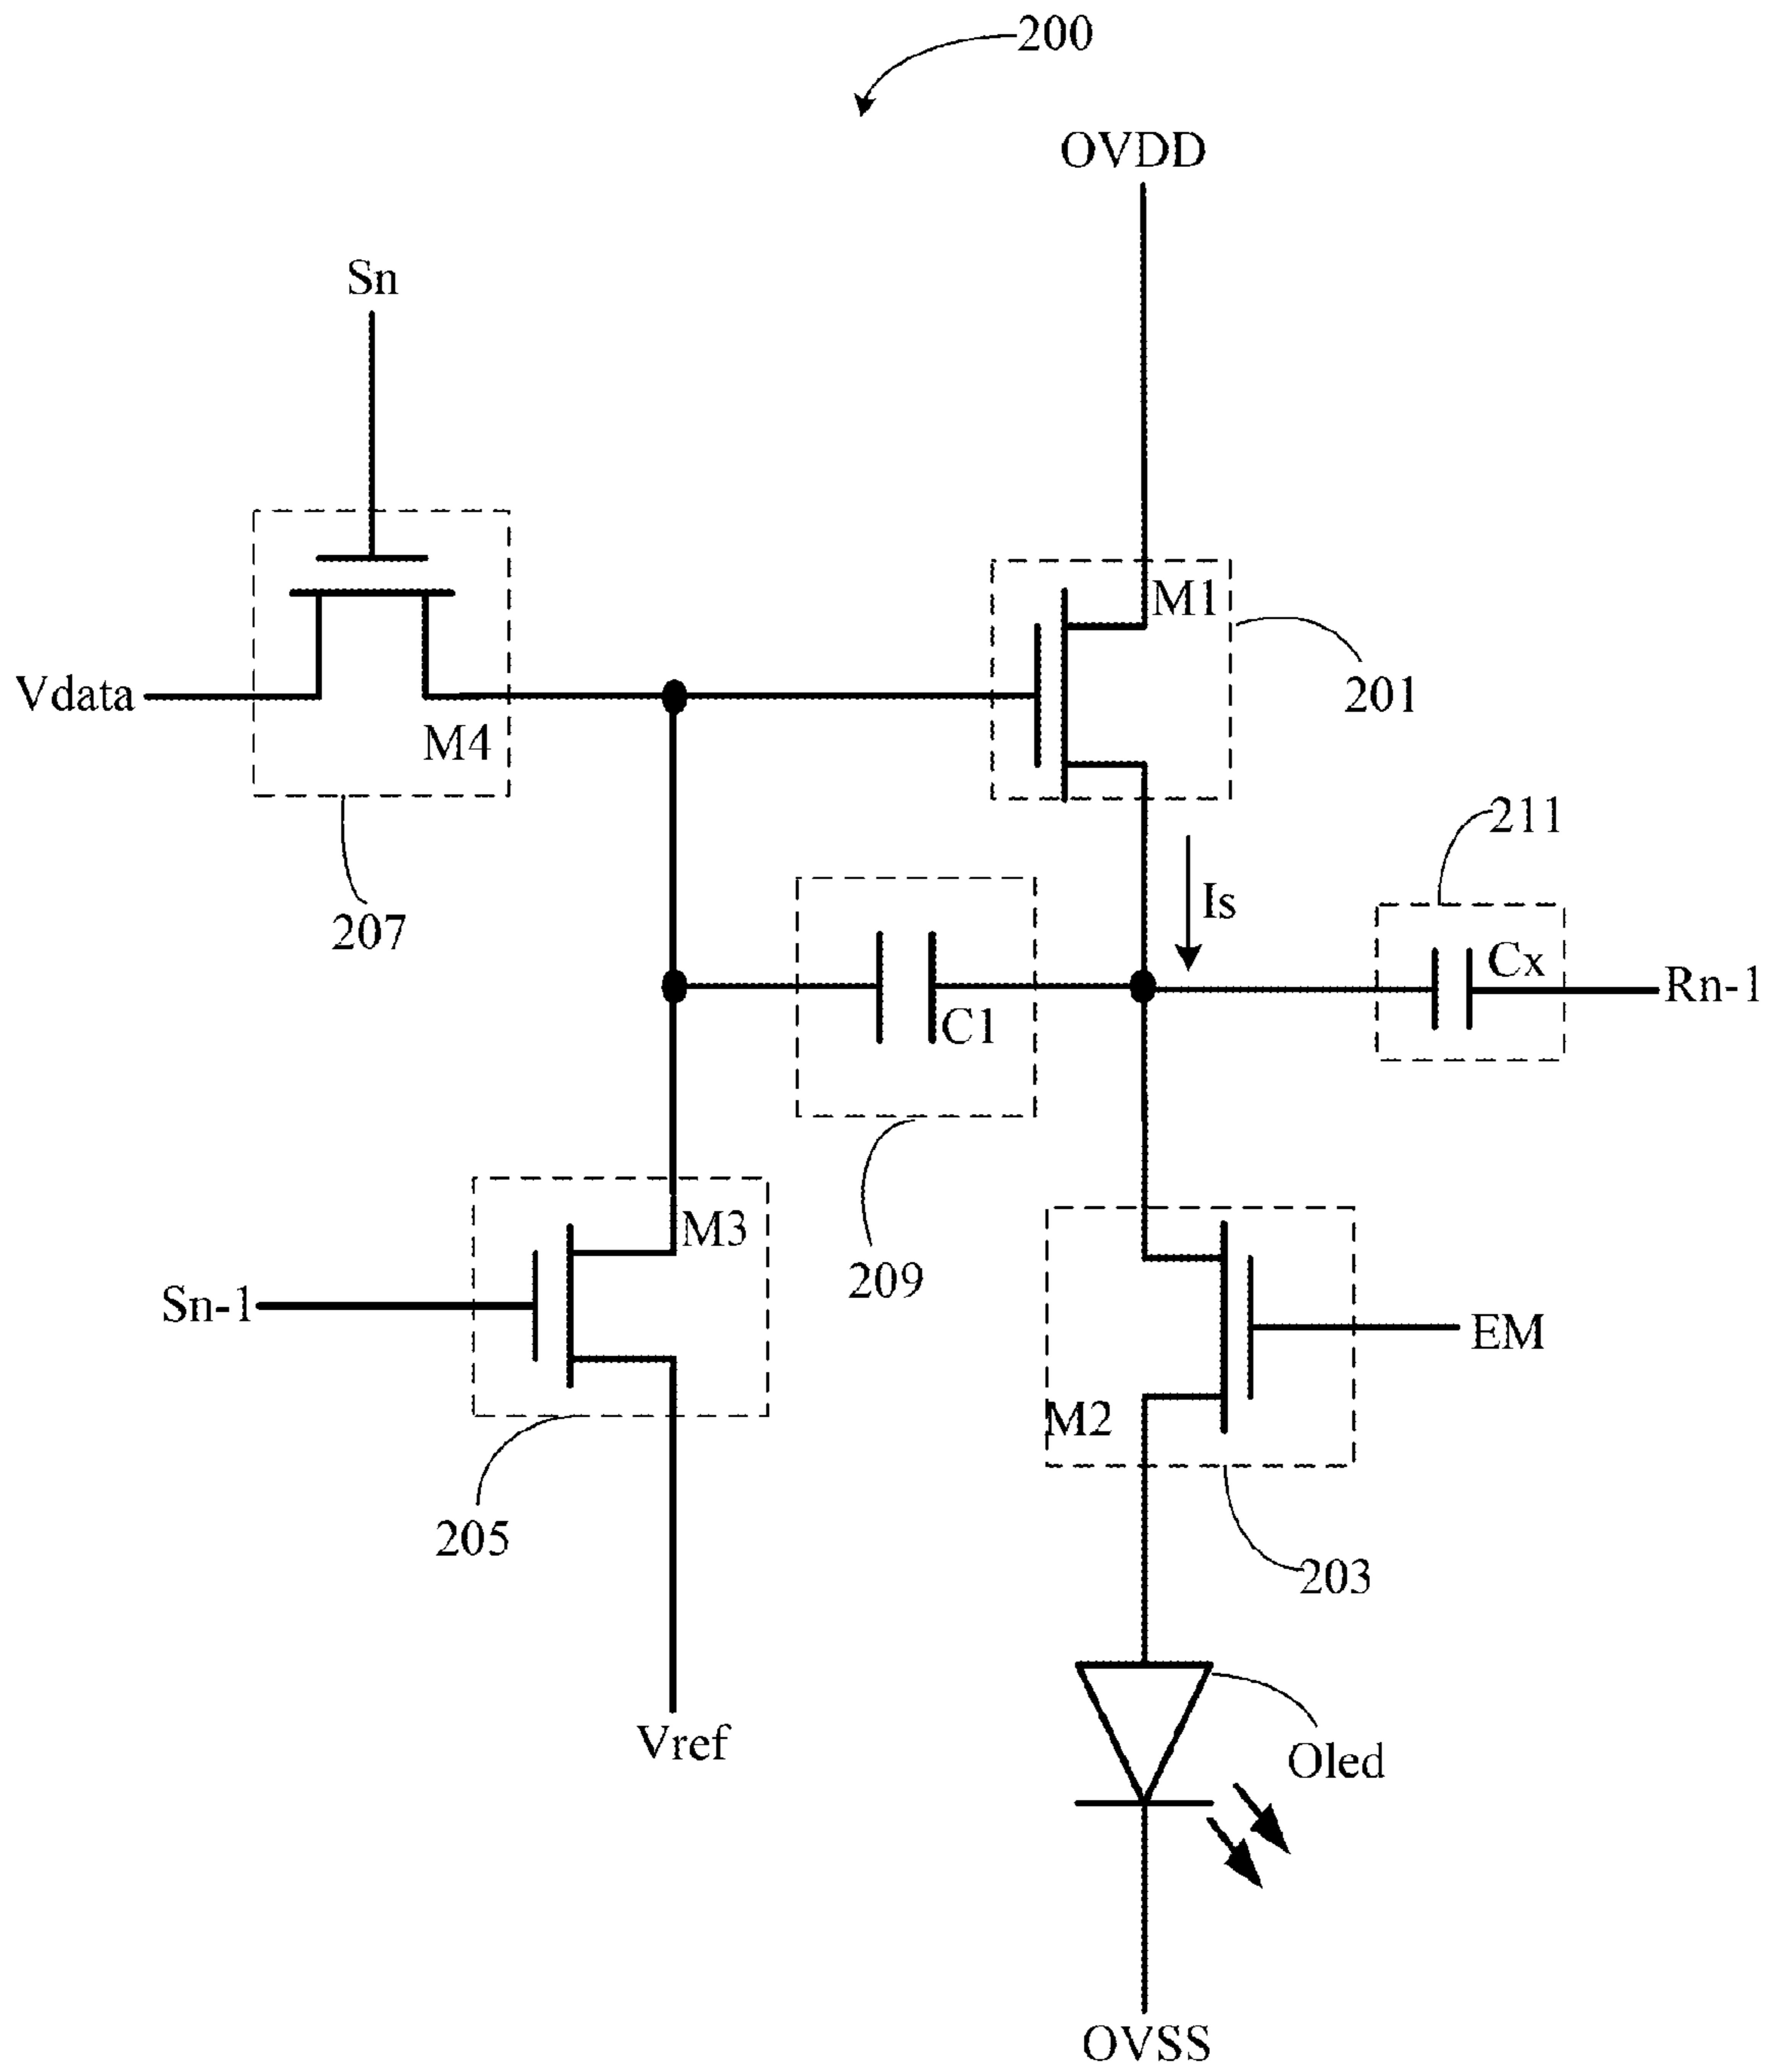 200
OVDD
Sn
M1
201
Vdata
M4
211
Is
207
Cx
Rn-1
C1
M3
209
Sn-1
EM
M2
205
203
Vref
Oled
OVSS